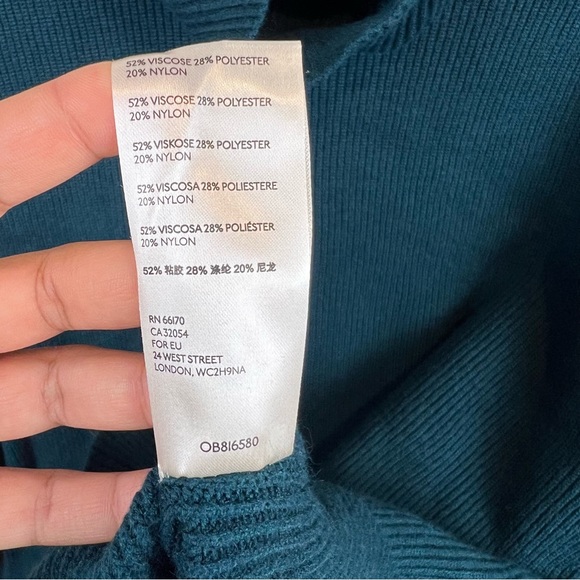 52% VISCOSE 28% POLYESTER
20% NYLON
52% VISCOSE 28% POLYESTER
20% NYLON
52% VISKOSE 28% POLYESTER
20% NYLON
52% VISCOSA 28% POLIESTERE
20% NYLON
52% VISCOSA 28% POLIÉSTER
20% NYLON
52% 粘胶 28% 涤纶 20% 尼龙
RN 66170
CA 32054
FOR EU
24 WEST STREET
LONDON, WC2H9NA
OB816580